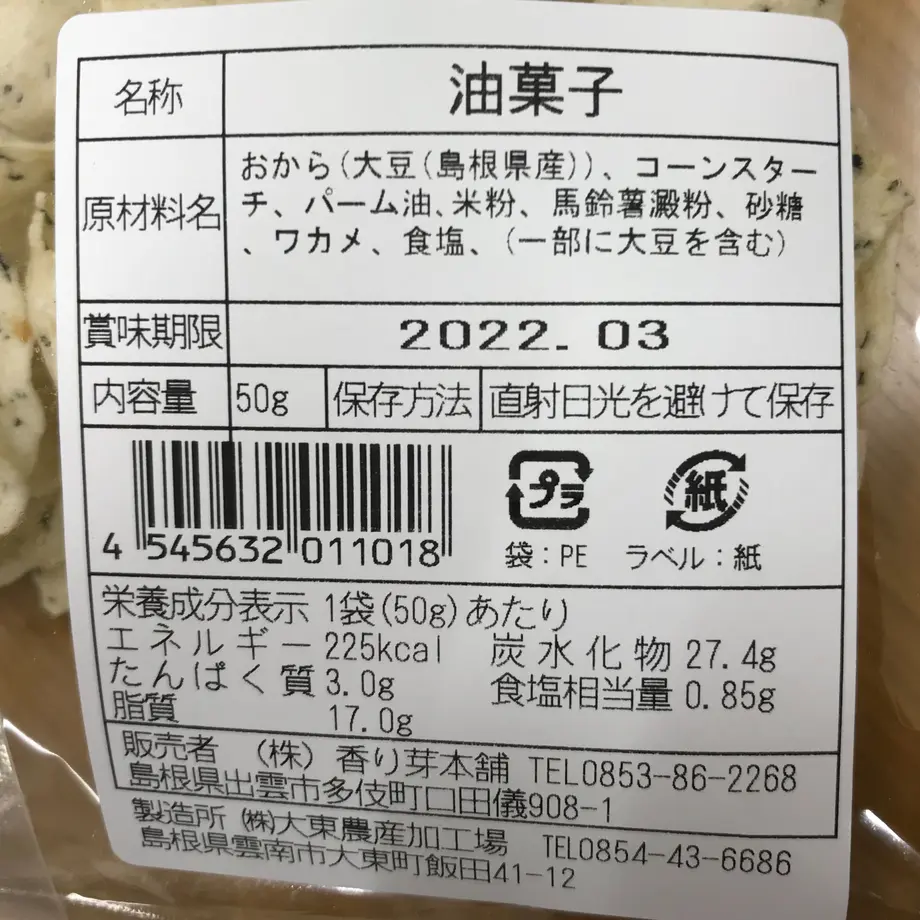 名称 油菓子
原材料名 おから(大豆(島根県産))、コーンスター
チ、パーム油、米粉、馬鈴薯澱粉、砂糖
、ワカメ、食塩、(一部に大豆を含む)
賞味期限 2022.03
内容量 50g 保存方法 直射日光を避けて保存
プラ 紙
4 545632 011018
袋:PE ラベル:紙
栄養成分表示 1袋(50g)あたり
エネルギー 225kcal 炭水化物 27.4g
たんぱく質 3.0g 食塩相当量 0.85g
脂質 17.0g
販売者 (株)香り芽本舗 TEL0853-86-2268
島根県出雲市多伎町口田儀908-1
製造所 ㈱大東農産加工場 TEL0854-43-6686
島根県雲南市大東町飯田41-12